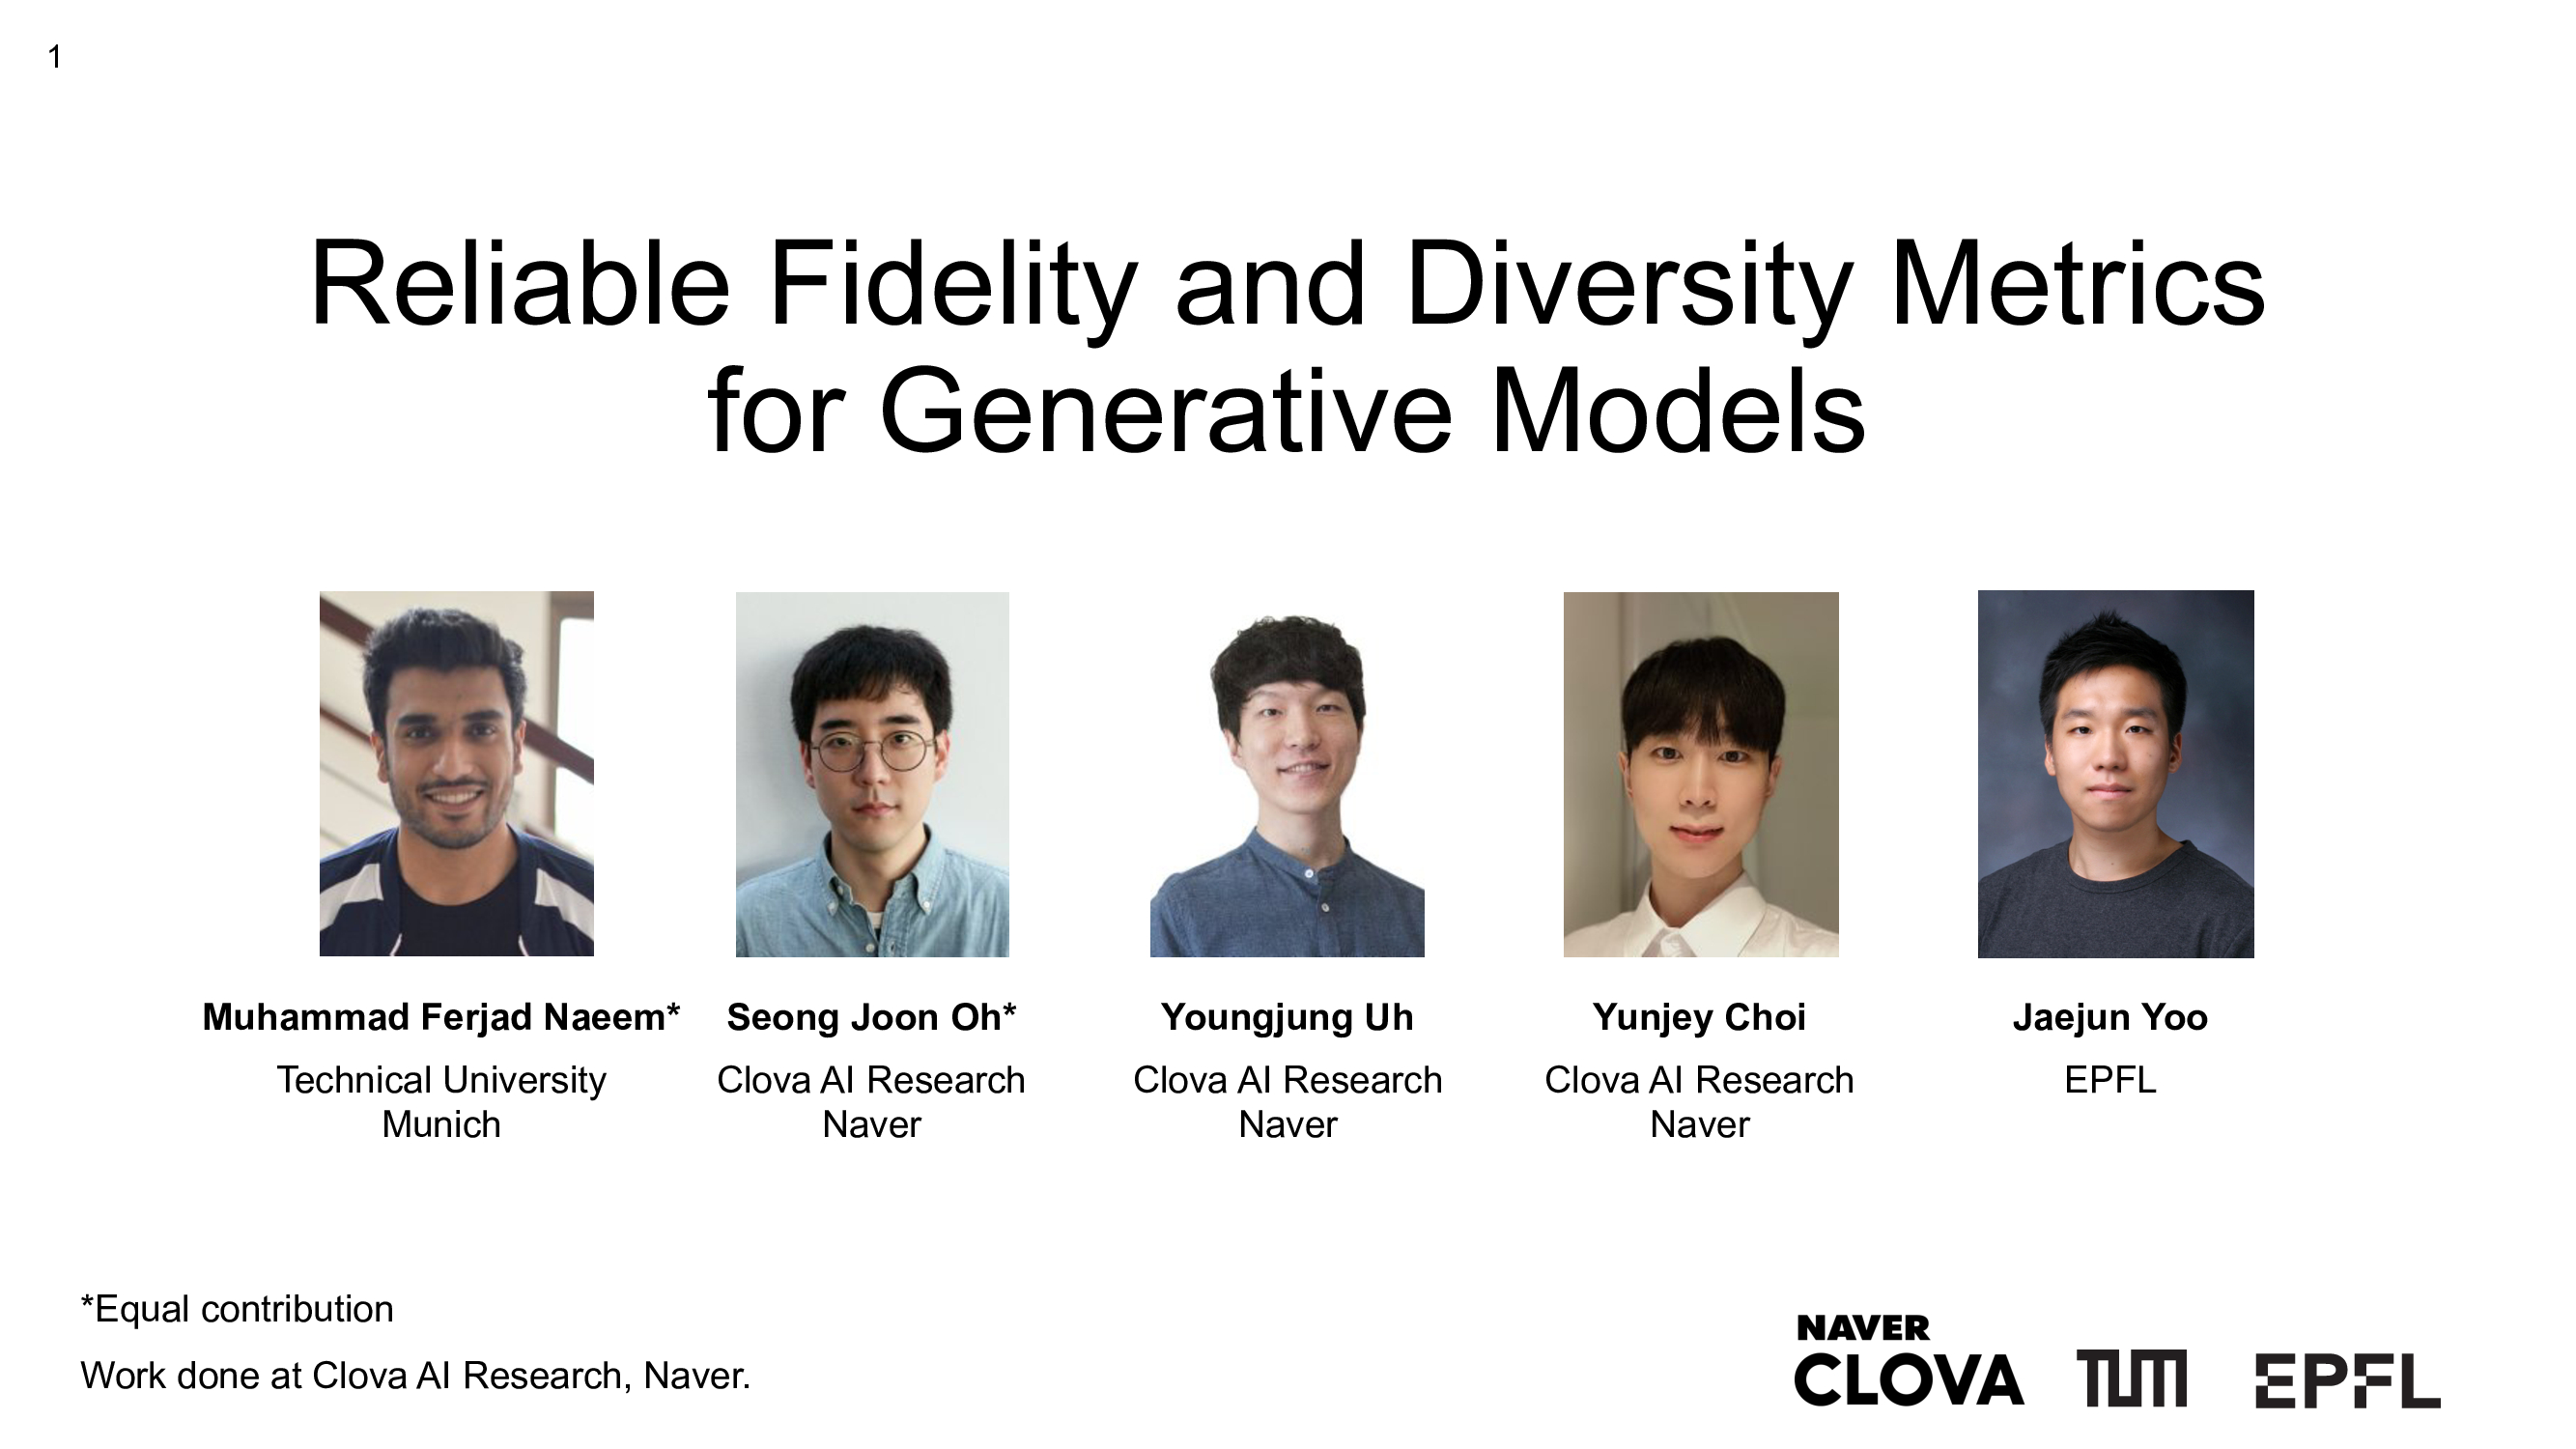 1
Reliable Fidelity and Diversity Metrics
for Generative Models
Muhammad Ferjad Naeem*
Technical University
Munich
Seong Joon Oh*
Clova AI Research
Naver
Youngjung Uh
Clova AI Research
Naver
Yunjey Choi
Clova AI Research
Naver
Jaejun Yoo
EPFL
*Equal contribution
Work done at Clova AI Research, Naver.
NAVER
CLOVA
TUM
EPFL